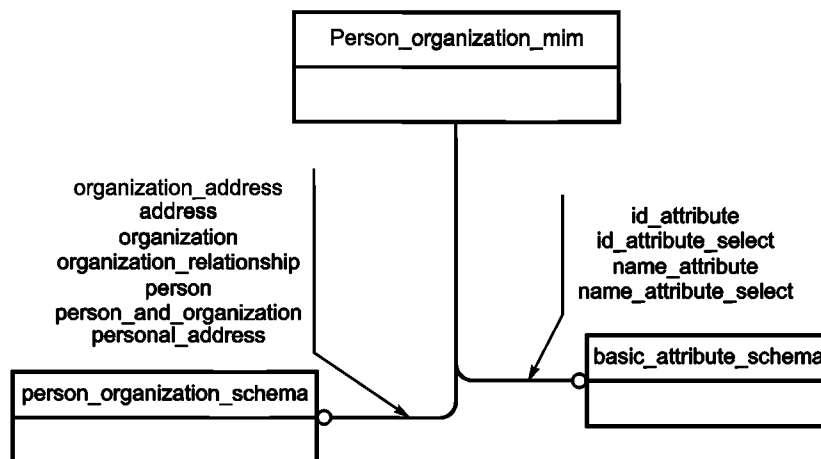 Person_organization_mim
organization_address
address
organization
organization_relationship
person
person_and_organization
personal_address
id_attribute
id_attribute_select
name_attribute
name_attribute_select
person_organization_schema
basic_attribute_schema